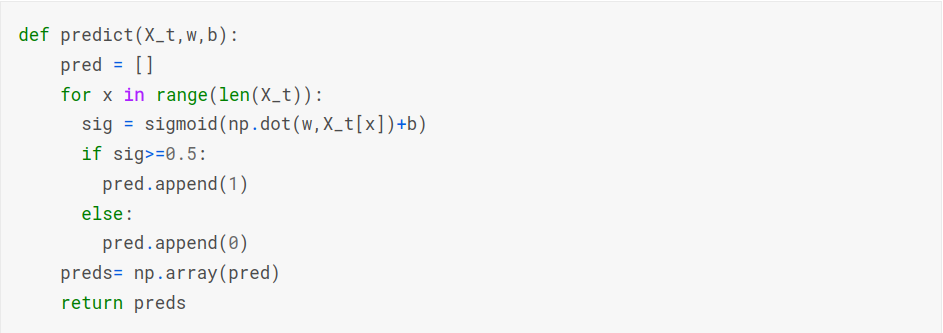 def predict(X_t,w,b):
    pred = []
    for x in range(len(X_t)):
      sig = sigmoid(np.dot(w,X_t[x])+b)
      if sig>=0.5:
        pred.append(1)
      else:
        pred.append(0)
    preds= np.array(pred)
    return preds